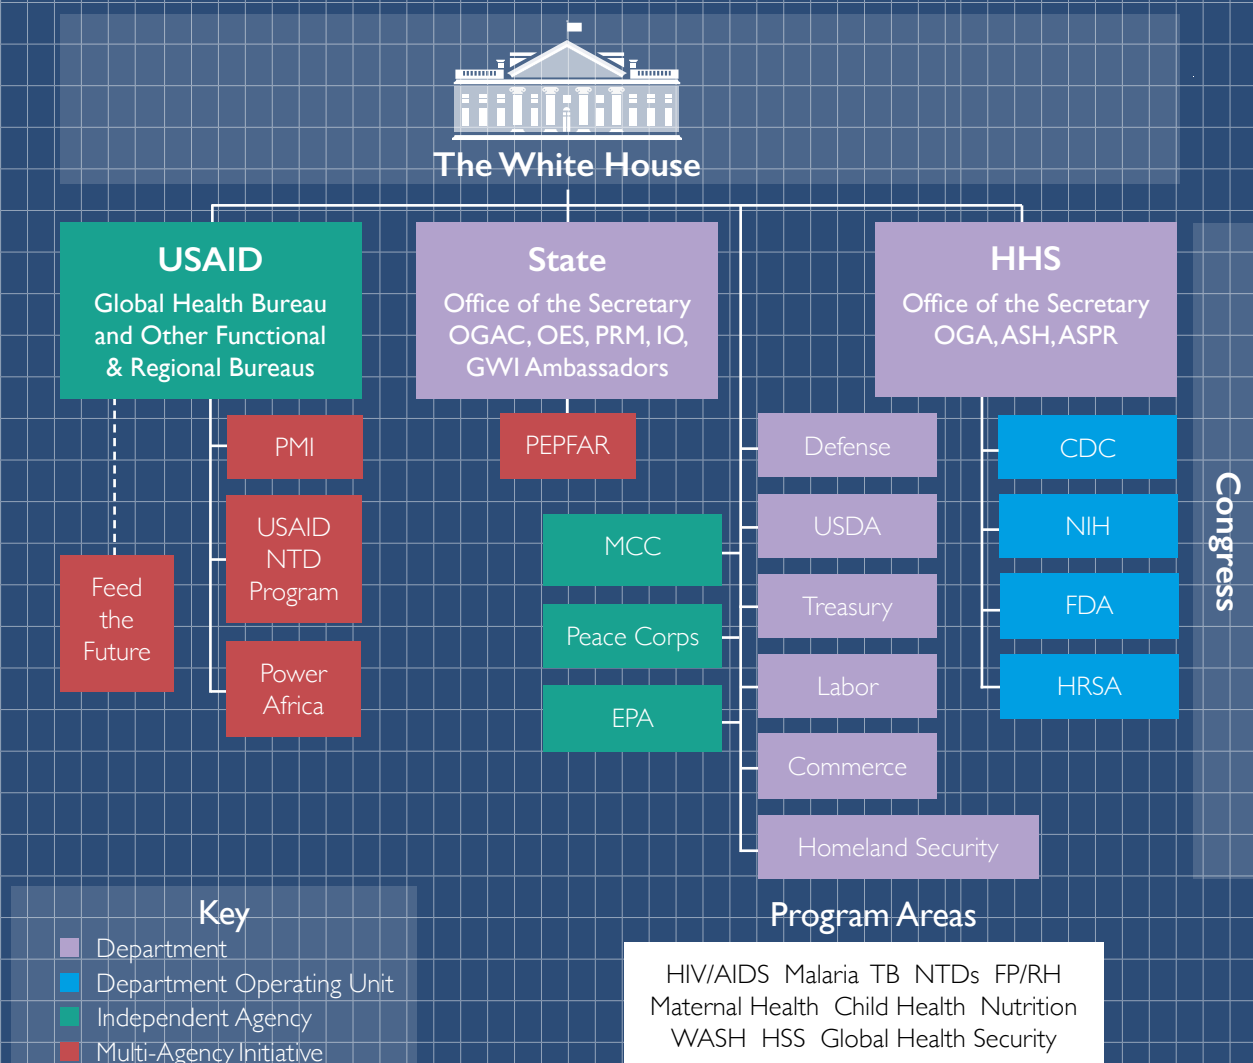 The White House
USAID
Global Health Bureau
and Other Functional
& Regional Bureaus
State
Office of the Secretary
OGAC, OES, PRM, IO,
GWI Ambassadors
HHS
Office of the Secretary
OGA, ASH, ASPR
PMI
USAID
NTD
Program
Power
Africa
Feed
the
Future
PEPFAR
MCC
Peace Corps
EPA
Defense
USDA
Treasury
Labor
Commerce
Homeland Security
CDC
NIH
FDA
HRSA
Congress
Key
Department
Department Operating Unit
Independent Agency
Multi-Agency Initiative
Program Areas
HIV/AIDS Malaria TB NTDs FP/RH
Maternal Health Child Health Nutrition
WASH HSS Global Health Security